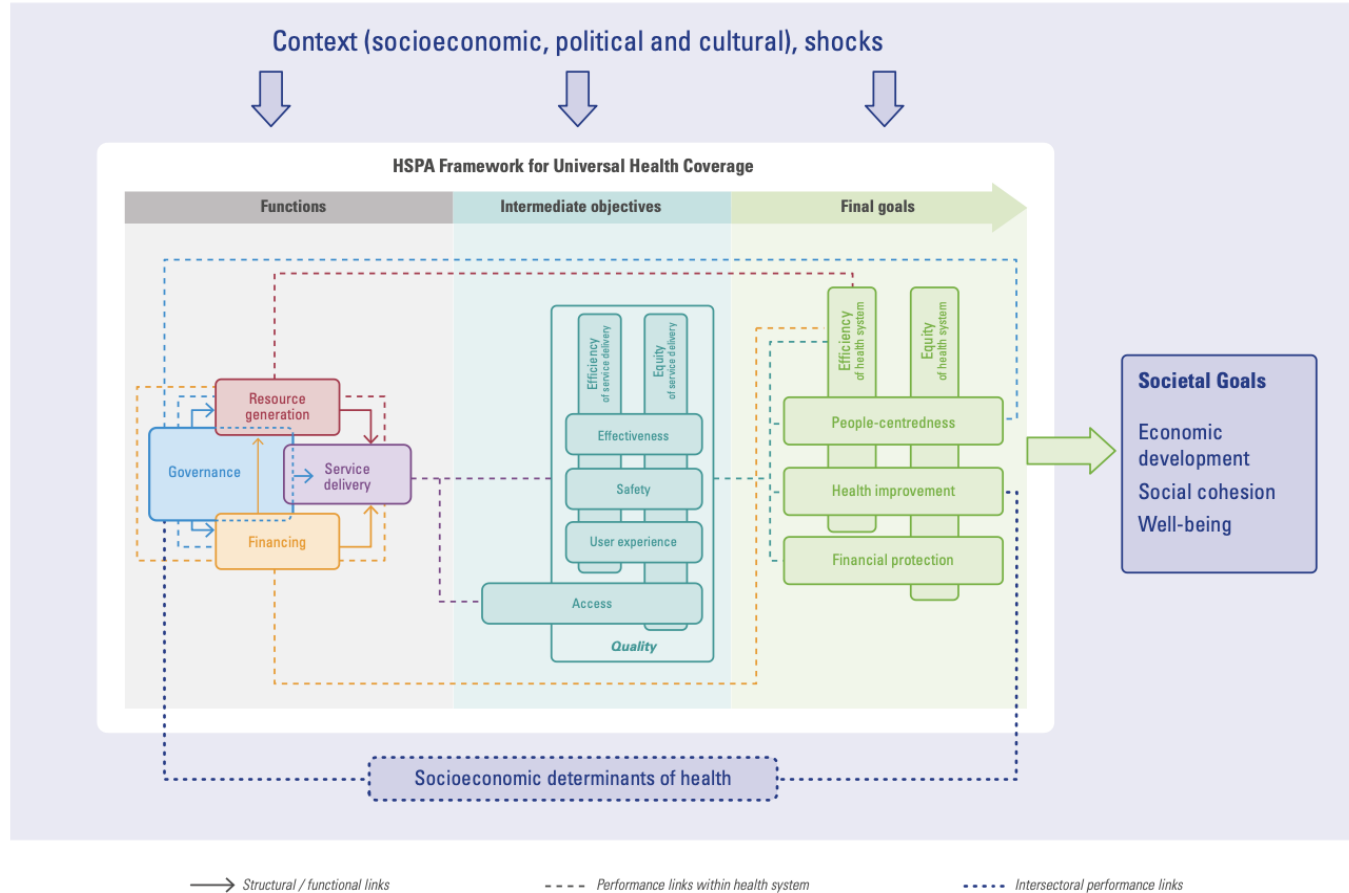 Context (socioeconomic, political and cultural), shocks
HSPA Framework for Universal Health Coverage
Functions
Intermediate objectives
Final goals
Resource
generation
Governance
Service
delivery
Financing
Efficiency
of service delivery
Equity
of service delivery
Effectiveness
Safety
User experience
Access
Quality
Efficiency
of health system
Equity
of health system
People-centredness
Health improvement
Financial protection
Societal Goals
Economic
development
Social cohesion
Well-being
Socioeconomic determinants of health
Structural / functional links
Performance links within health system
Intersectoral performance links